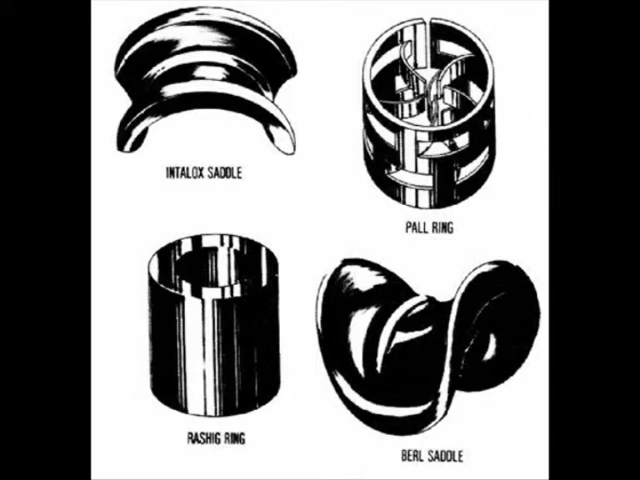 INTALOX SADDLE
PALL RING
RASHIG RING
BERL SADDLE